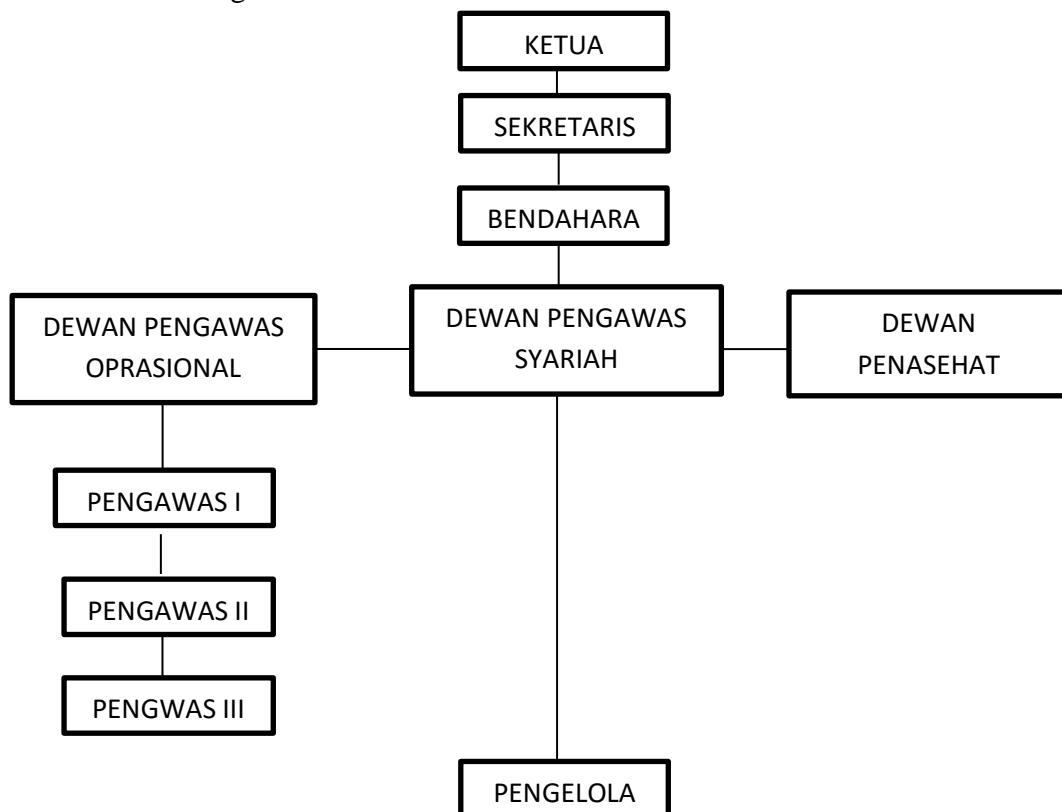 KETUA
SEKRETARIS
BENDAHARA
DEWAN PENGAWAS
OPRASIONAL
DEWAN PENGAWAS
SYARIAH
DEWAN
PENASEHAT
PENGAWAS I
PENGAWAS II
PENGWAS III
PENGELOLA